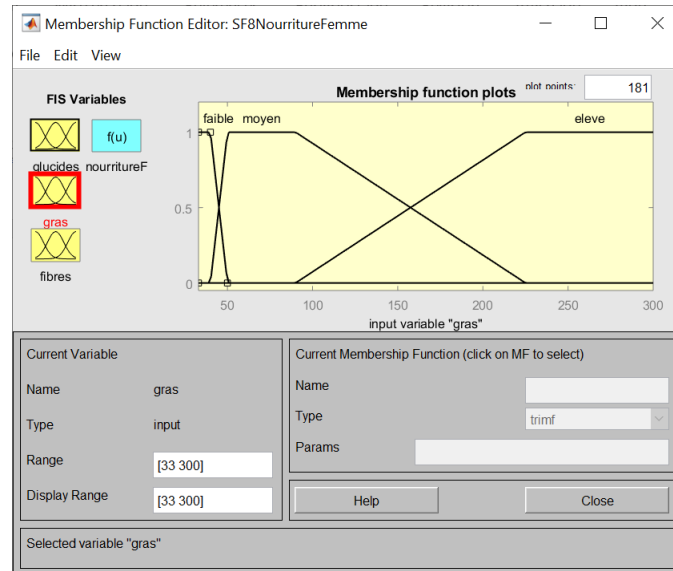 Membership Function Editor: SF8NourritureFemme
File Edit View
FIS Variables
f(u)
glucides nourritureF
gras
fibres
Membership function plots plot points: 181
faible moyen eleve
1
0.5
0
50 100 150 200 250 300
input variable "gras"
Current Variable
Name gras
Type input
Range [33 300]
Display Range [33 300]
Current Membership Function (click on MF to select)
Name
Type trimf
Params
Help Close
Selected variable "gras"